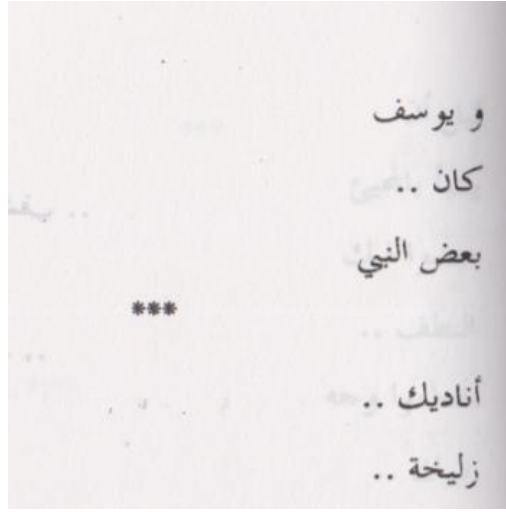 و يوسف
كان ..
بعض النبي
***
أناديك ..
زليخة ..